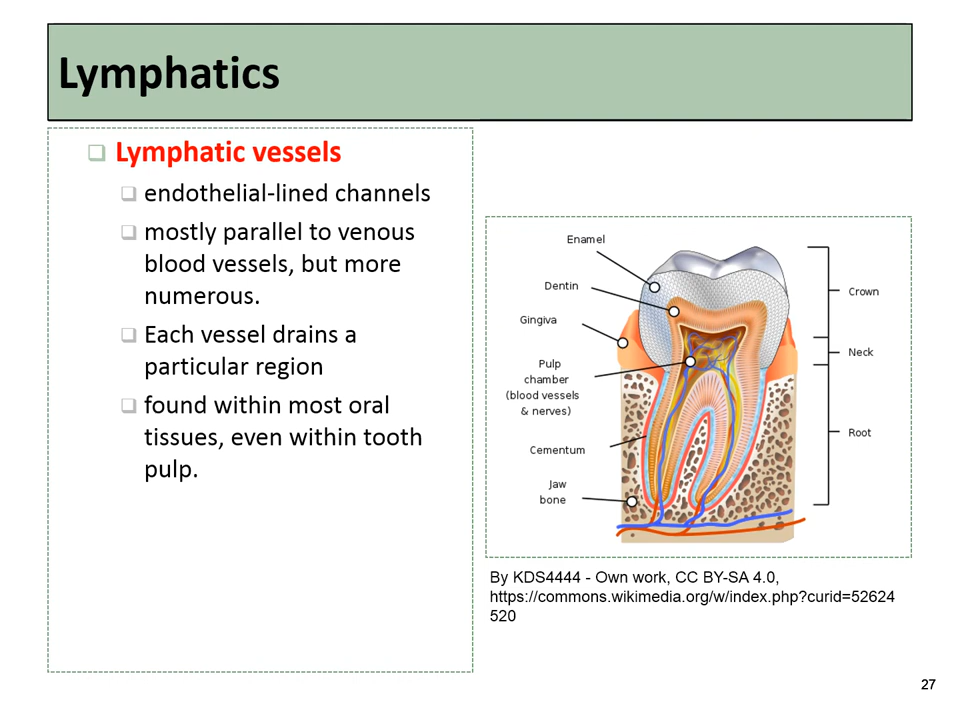 Lymphatics
Lymphatic vessels
endothelial-lined channels
mostly parallel to venous
blood vessels, but more
numerous.
Each vessel drains a
particular region
found within most oral
tissues, even within tooth
pulp.
Enamel
Dentin
Gingiva
Pulp
chamber
(blood vessels
& nerves)
Cementum
Jaw
bone
Crown
Neck
Root
By KDS4444 - Own work, CC BY-SA 4.0,
https://commons.wikimedia.org/w/index.php?curid=52624
520
27